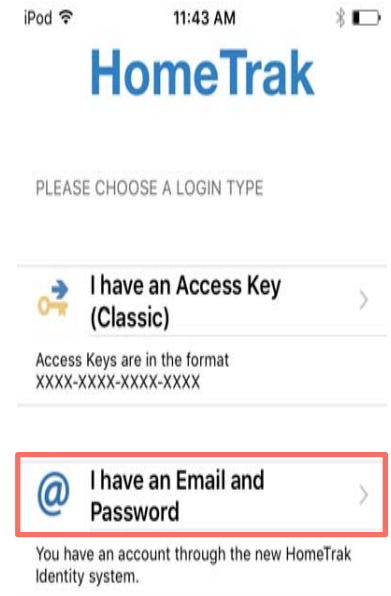 iPod 11:43 AM
HomeTrak
PLEASE CHOOSE A LOGIN TYPE
I have an Access Key
(Classic)
Access Keys are in the format
XXXX-XXXX-XXXX-XXXX
@ I have an Email and
Password
You have an account through the new HomeTrak
Identity system.